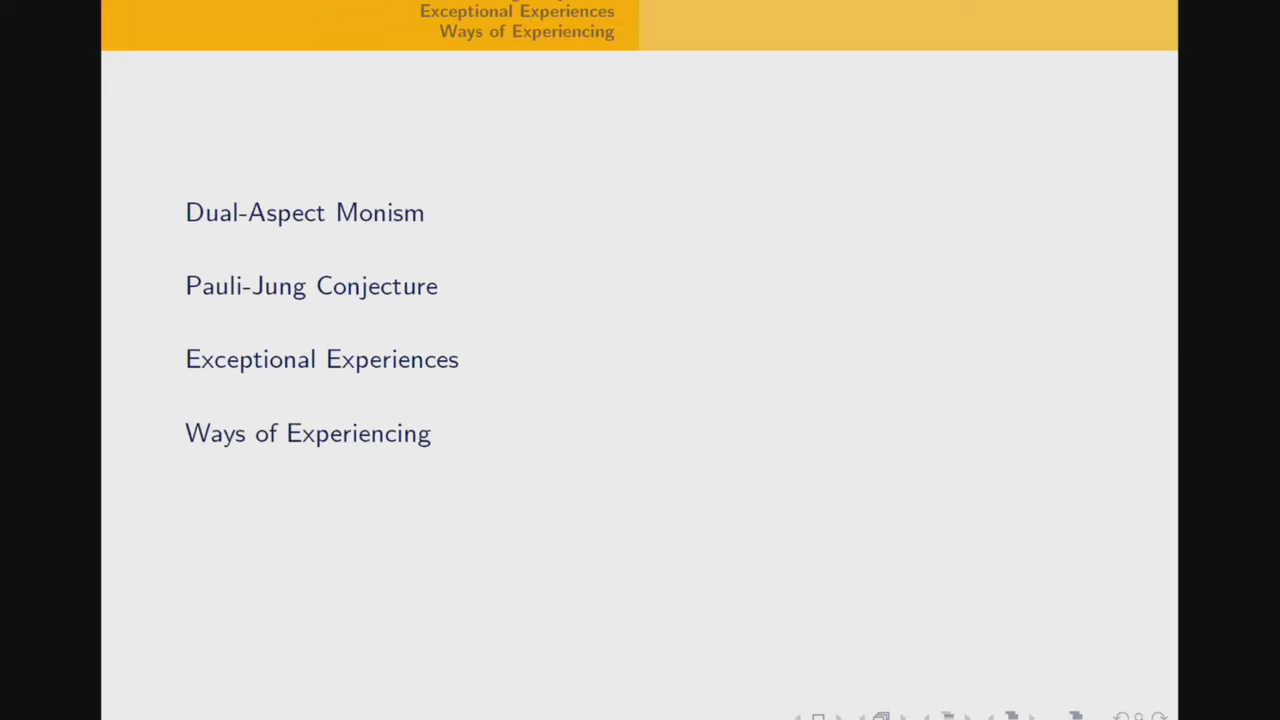 Exceptional Experiences
Ways of Experiencing
Dual-Aspect Monism
Pauli-Jung Conjecture
Exceptional Experiences
Ways of Experiencing